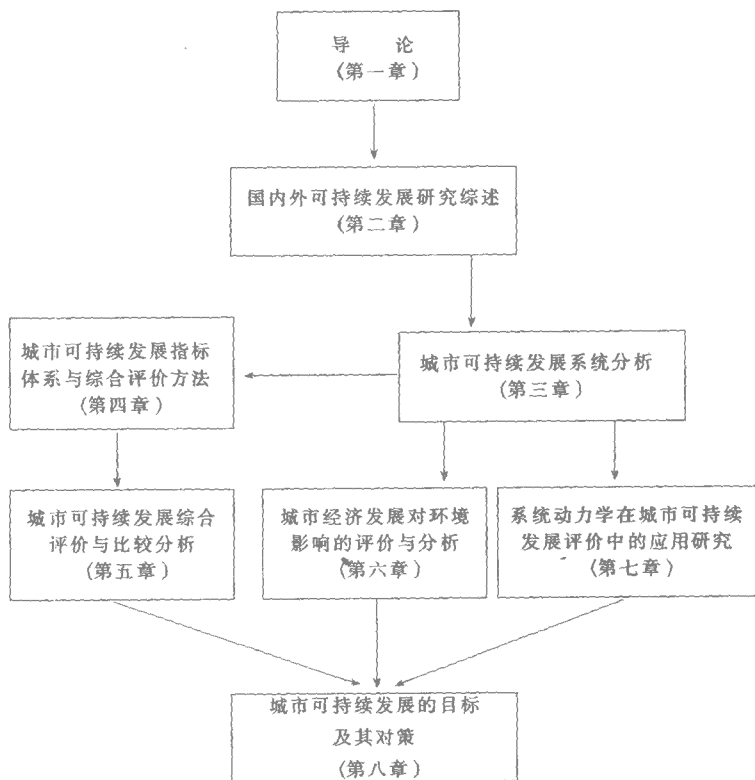 导 论
(第一章)
国内外可持续发展研究综述
(第二章)
城市可持续发展指标
体系与综合评价方法
(第四章)
城市可持续发展系统分析
(第三章)
城市可持续发展综合
评价与比较分析
(第五章)
城市经济发展对环境
影响的评价与分析
(第六章)
系统动力学在城市可持续
发展评价中的应用研究
(第七章)
城市可持续发展的目标
及其对策
(第八章)